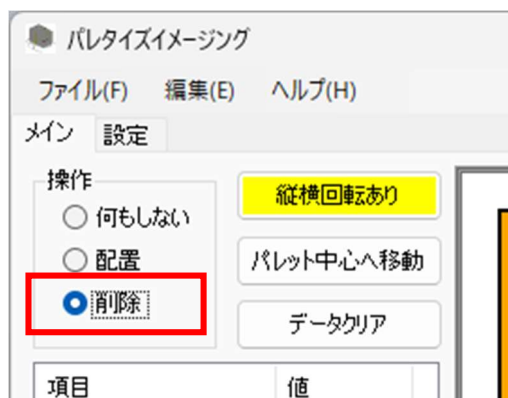 パレタイズイメージング
ファイル(F) 編集(E) ヘルプ(H)
メイン 設定
操作
何もしない
配置
削除
縦横回転あり
パレット中心へ移動
データクリア
項目 値